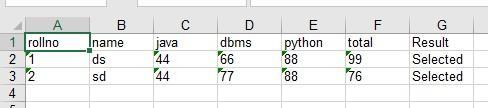 A B C D E F G
1 rollno name java dbms python total Result
2 1 ds 44 66 88 99 Selected
3 2 sd 44 77 88 76 Selected
4
5